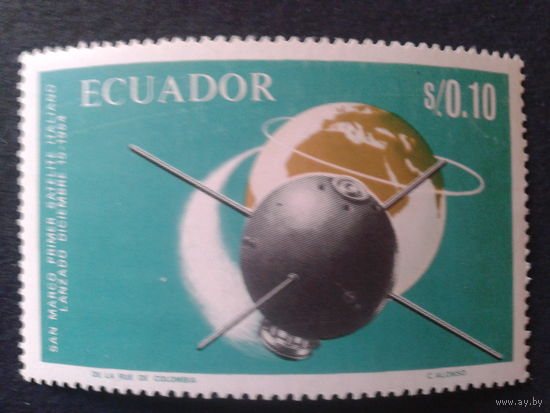 ECUADOR
S/.0.10
SAN MARCO, PRIMER SATELITE ITALIANO
LANZADO DICIEMBRE 15-1964
DE LA RUE DE COLOMBIA
C. ALONSO
www.ay.by